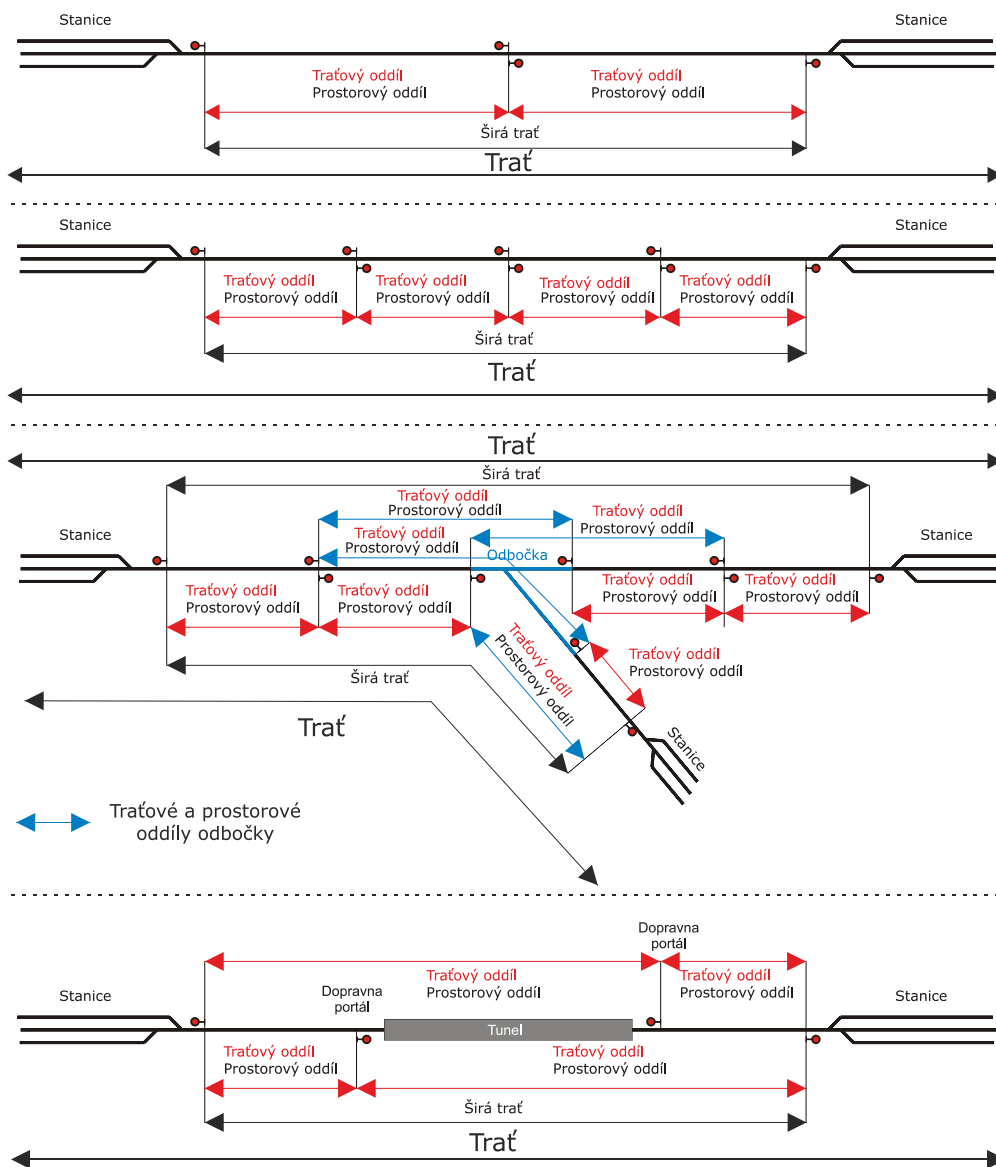 Stanice
Stanice
Traťový oddíl
Prostorový oddíl
Traťový oddíl
Prostorový oddíl
Širá trať
Trať
Stanice
Stanice
Traťový oddíl
Prostorový oddíl
Traťový oddíl
Prostorový oddíl
Traťový oddíl
Prostorový oddíl
Traťový oddíl
Prostorový oddíl
Širá trať
Trať
Trať
Širá trať
Traťový oddíl
Prostorový oddíl
Traťový oddíl
Prostorový oddíl
Traťový oddíl
Prostorový oddíl
Stanice
Odbočka
Stanice
Traťový oddíl
Prostorový oddíl
Traťový oddíl
Prostorový oddíl
Traťový oddíl
Prostorový oddíl
Traťový oddíl
Prostorový oddíl
Traťový oddíl
Prostorový oddíl
Traťový oddíl
Prostorový oddíl
Širá trať
Trať
Stanice
Traťové a prostorové
oddíly odbočky
Dopravna
portál
Traťový oddíl
Prostorový oddíl
Traťový oddíl
Prostorový oddíl
Stanice
Dopravna
portál
Stanice
Tunel
Traťový oddíl
Prostorový oddíl
Traťový oddíl
Prostorový oddíl
Širá trať
Trať